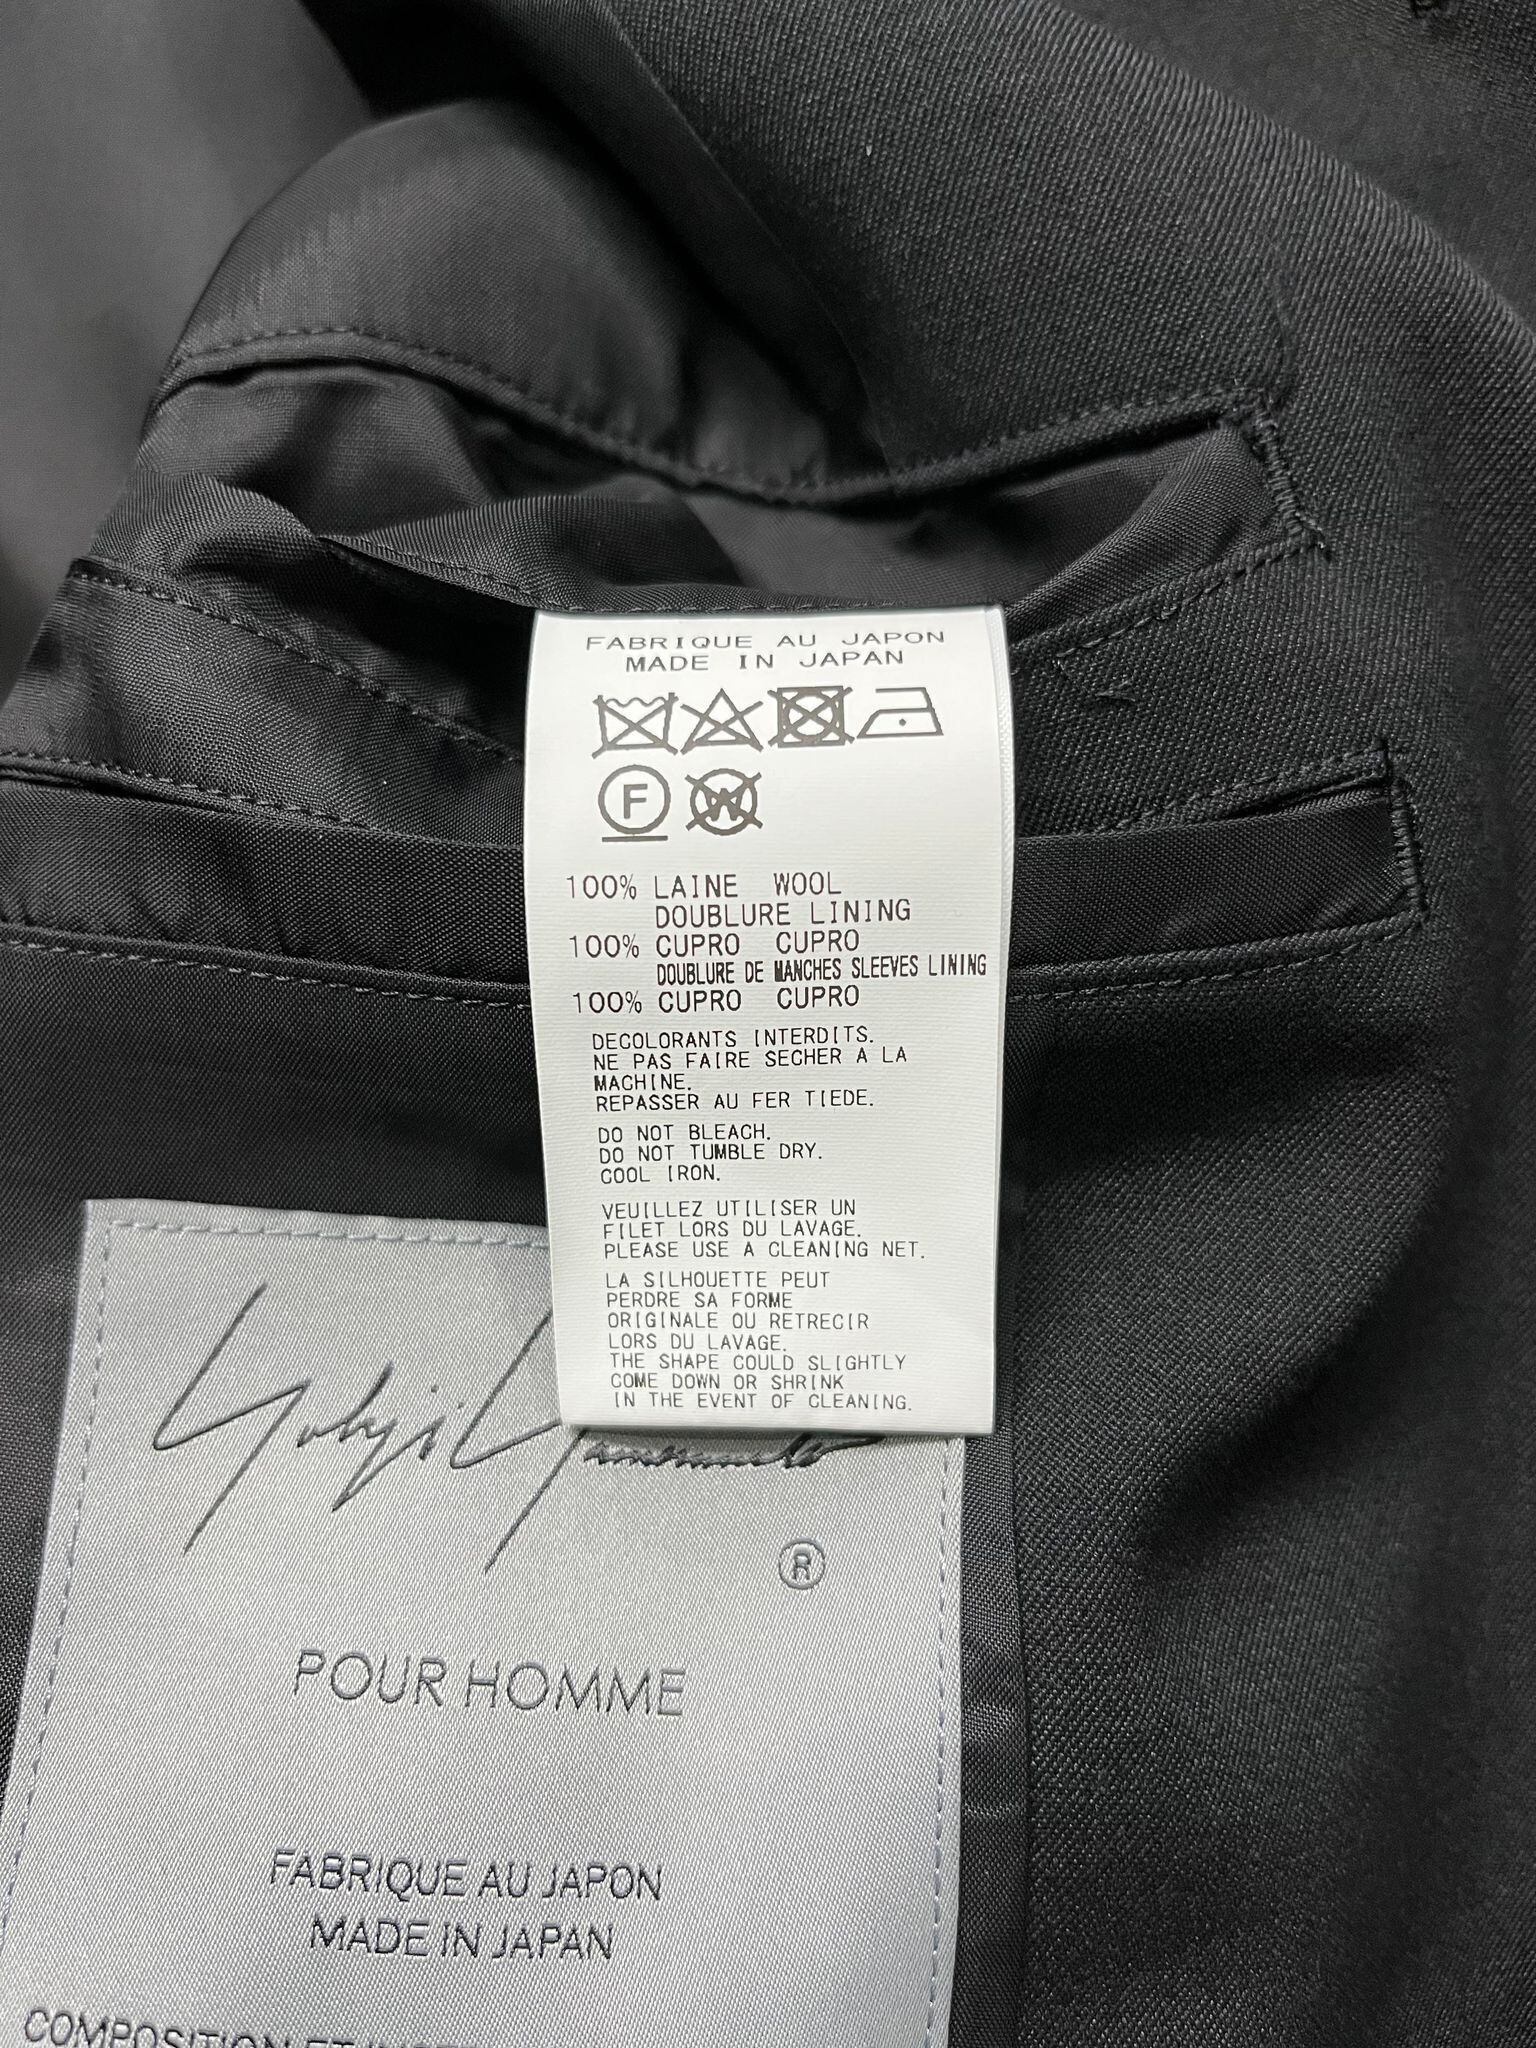 FABRIQUE AU JAPON
MADE IN JAPAN
F W
100% LAINE WOOL
DOUBLURE LINING
100% CUPRO CUPRO
DOUBLURE DE MANCHES SLEEVES LINING
100% CUPRO CUPRO
DECOLORANTS INTERDITS.
NE PAS FAIRE SECHER A LA
MACHINE.
REPASSER AU FER TIEDE.
DO NOT BLEACH.
DO NOT TUMBLE DRY.
COOL IRON.
VEUILLEZ UTILISER UN
FILET LORS DU LAVAGE.
PLEASE USE A CLEANING NET.
LA SILHOUETTE PEUT
PERDRE SA FORME
ORIGINALE OU RETRECIR
LORS DU LAVAGE.
THE SHAPE COULD SLIGHTLY
COME DOWN OR SHRINK
IN THE EVENT OF CLEANING.
Yohji Yamamoto
®
POUR HOMME
FABRIQUE AU JAPON
MADE IN JAPAN
COMPOSITION ET